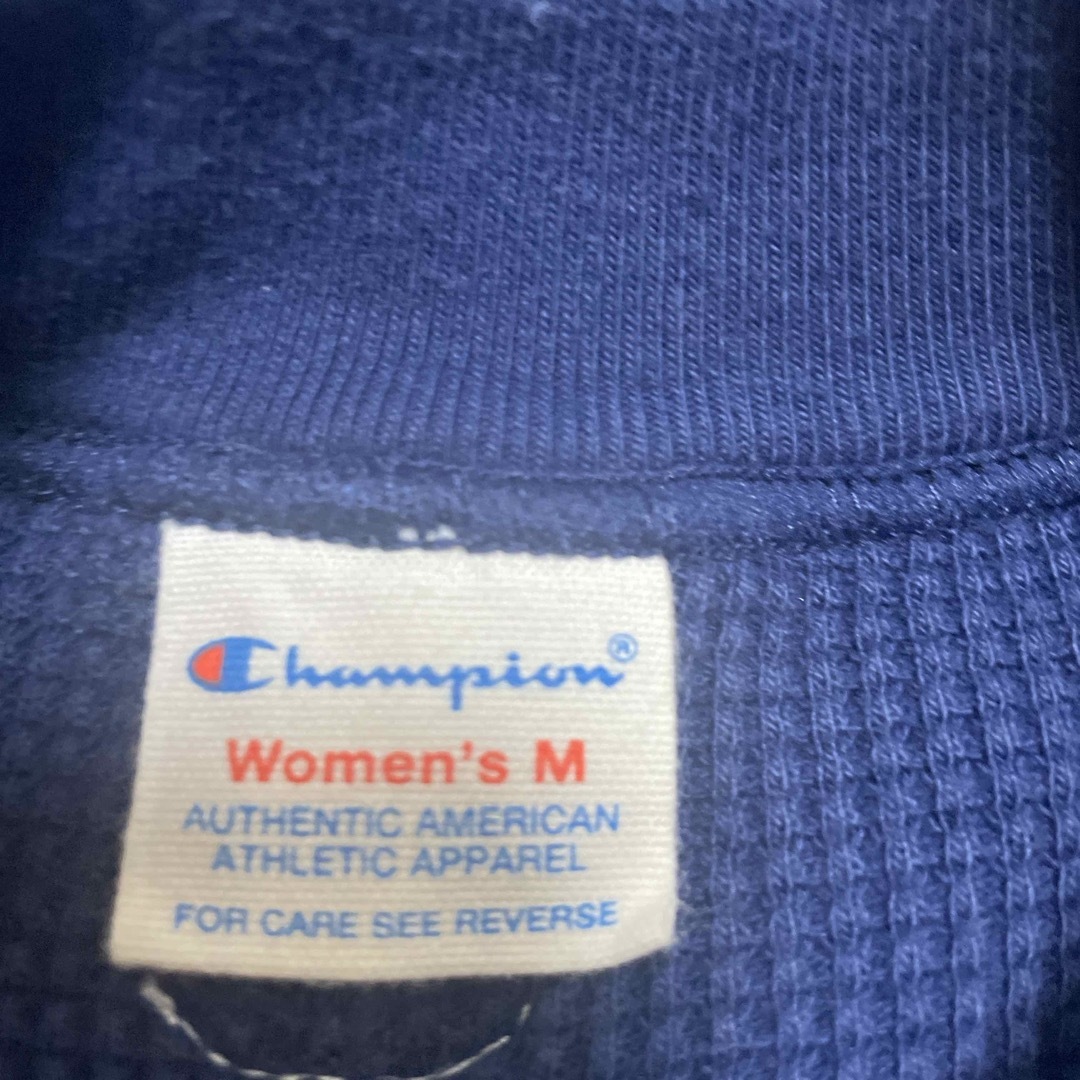 Champion®
Women's M
AUTHENTIC AMERICAN
ATHLETIC APPAREL
FOR CARE SEE REVERSE